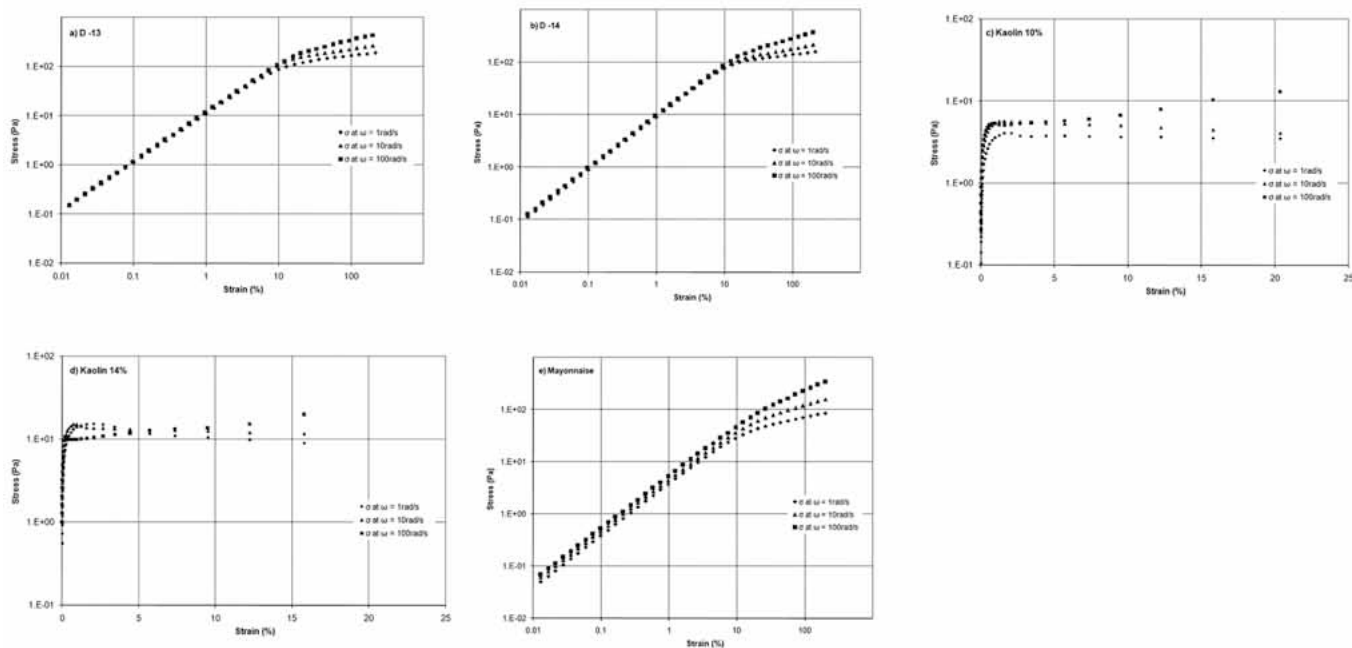 a) D -13
1.E+02
1.E+01
1.E+00
1.E-01
1.E-02
Stress (Pa)
0.01 0.1 1 10 100
Strain (%)
σ at ω = 1rad/s
σ at ω = 10rad/s
σ at ω = 100rad/s
b) D -14
1.E+02
1.E+01
1.E+00
1.E-01
1.E-02
Stress (Pa)
0.01 0.1 1 10 100
Strain (%)
σ at ω = 1rad/s
σ at ω = 10rad/s
σ at ω = 100rad/s
c) Kaolin 10%
1.E+02
1.E+01
1.E+00
1.E-01
Stress (Pa)
0 5 10 15 20 25
Strain (%)
σ at ω = 1rad/s
σ at ω = 10rad/s
σ at ω = 100rad/s
d) Kaolin 14%
1.E+02
1.E+01
1.E+00
1.E-01
Stress (Pa)
0 5 10 15 20 25
Strain (%)
σ at ω = 1rad/s
σ at ω = 10rad/s
σ at ω = 100rad/s
e) Mayonnaise
1.E+02
1.E+01
1.E+00
1.E-01
1.E-02
Stress (Pa)
0.01 0.1 1 10 100
Strain (%)
σ at ω = 1rad/s
σ at ω = 10rad/s
σ at ω = 100rad/s